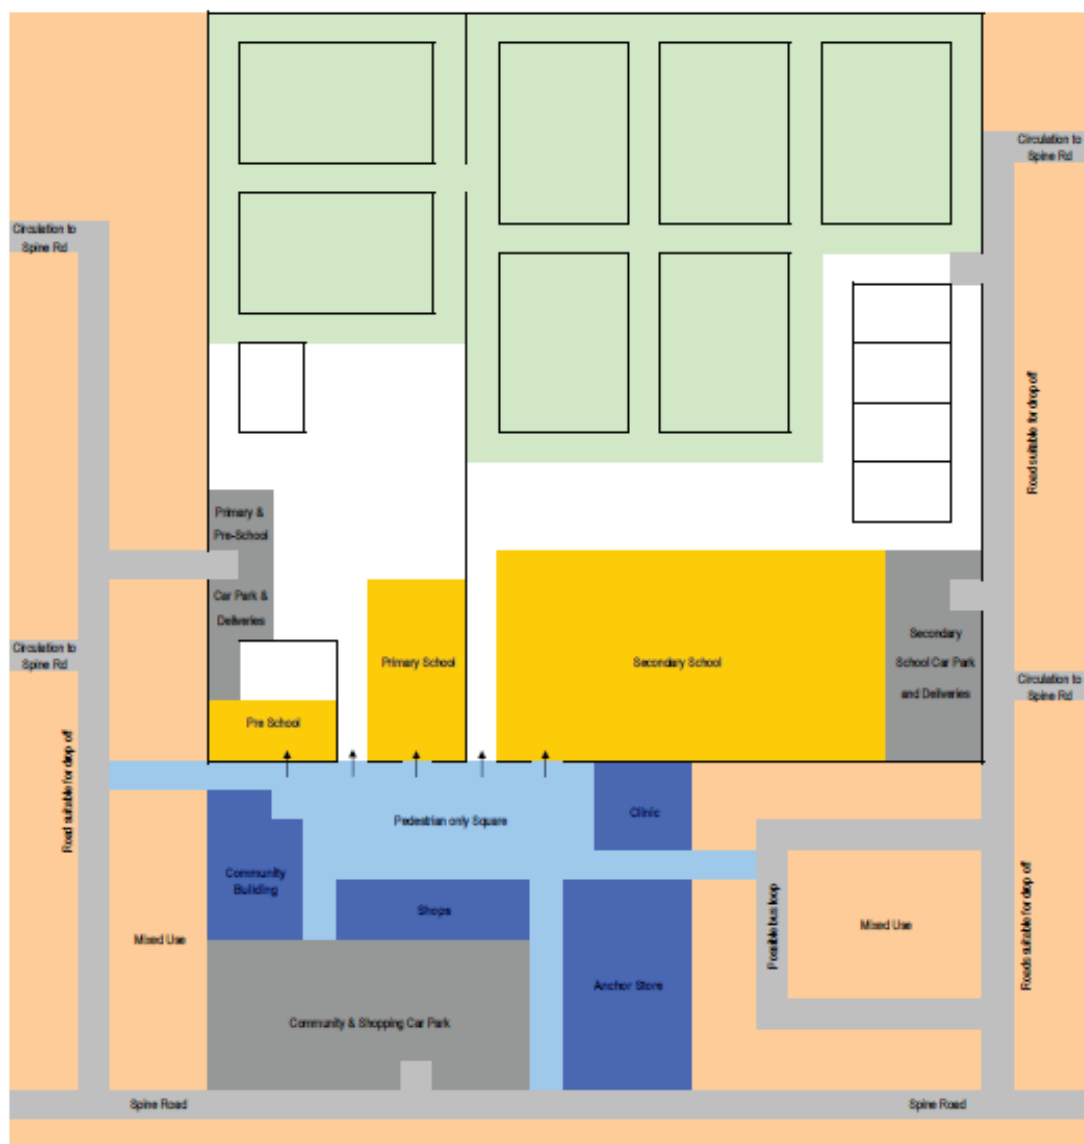 Circulation to
Spine Rd
Circulation to
Spine Rd
Road suitable for drop off
Primary &
Pre-School
Car Park &
Deliveries
Circulation to
Spine Rd
Primary School
Secondary School
Secondary
School Car Park
and Deliveries
Circulation to
Spine Rd
Pre School
Road suitable for drop off
Pedestrian only Square
Clinic
Community
Building
Shops
Mixed Use
Possible bus loop
Mixed Use
Roads suitable for drop off
Anchor Store
Community & Shopping Car Park
Spine Road
Spine Road